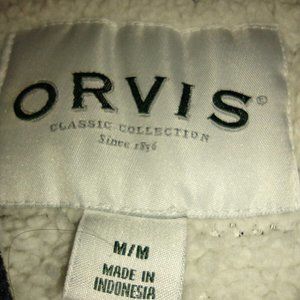 ORVIS®
CLASSIC COLLECTION
Since 1856
M/M
MADE IN
INDONESIA